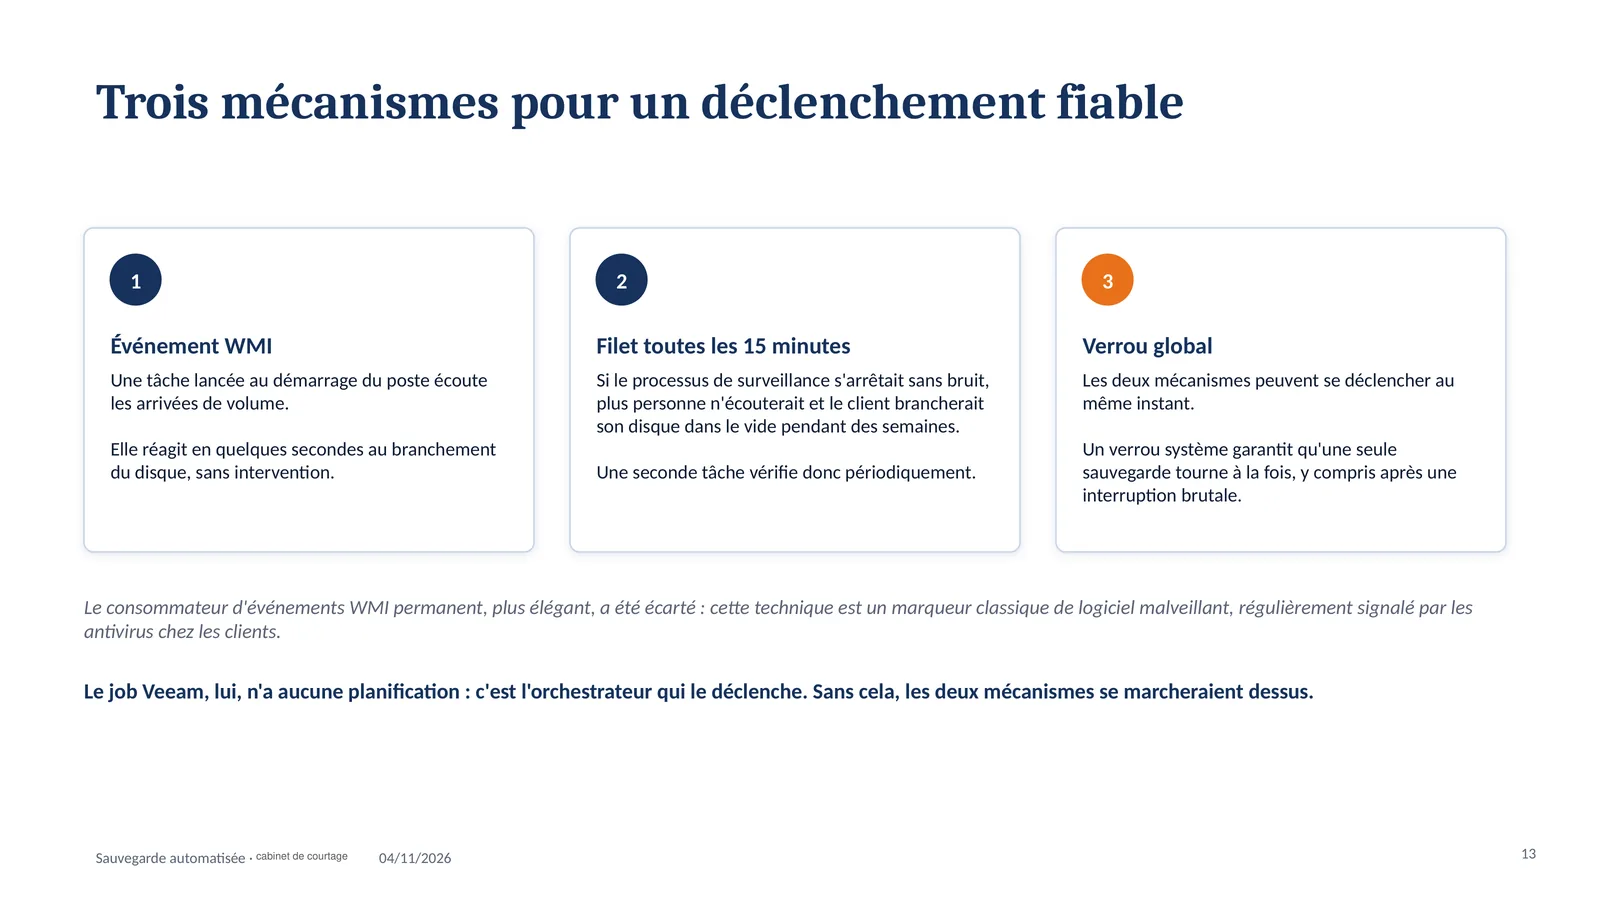 Trois mécanismes pour un déclenchement fiable
1
Événement WMI
Une tâche lancée au démarrage du poste écoute
les arrivées de volume.
Elle réagit en quelques secondes au branchement
du disque, sans intervention.
2
Filet toutes les 15 minutes
Si le processus de surveillance s'arrêtait sans bruit,
plus personne n'écouterait et le client brancherait
son disque dans le vide pendant des semaines.
Une seconde tâche vérifie donc périodiquement.
3
Verrou global
Les deux mécanismes peuvent se déclencher au
même instant.
Un verrou système garantit qu'une seule
sauvegarde tourne à la fois, y compris après une
interruption brutale.
Le consommateur d'événements WMI permanent, plus élégant, a été écarté : cette technique est un marqueur classique de logiciel malveillant, régulièrement signalé par les
antivirus chez les clients.
Le job Veeam, lui, n'a aucune planification : c'est l'orchestrateur qui le déclenche. Sans cela, les deux mécanismes se marcheraient dessus.
Sauvegarde automatisée · cabinet de courtage 04/11/2026
13